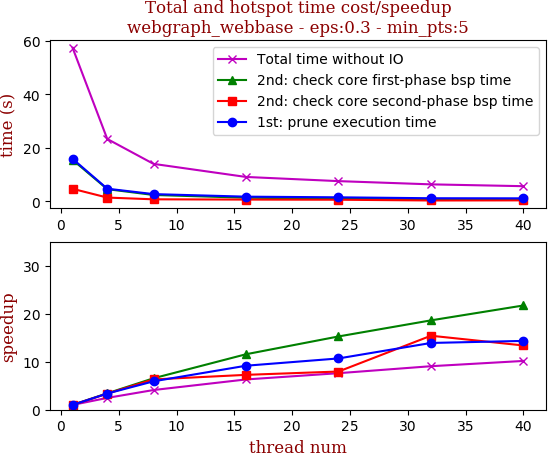 Total and hotspot time cost/speedup
webgraph_webbase - eps:0.3 - min_pts:5
time (s)
60
40
20
0
Total time without IO
2nd: check core first-phase bsp time
2nd: check core second-phase bsp time
1st: prune execution time
0 5 10 15 20 25 30 35 40
speedup
30
20
10
0
0 5 10 15 20 25 30 35 40
thread num